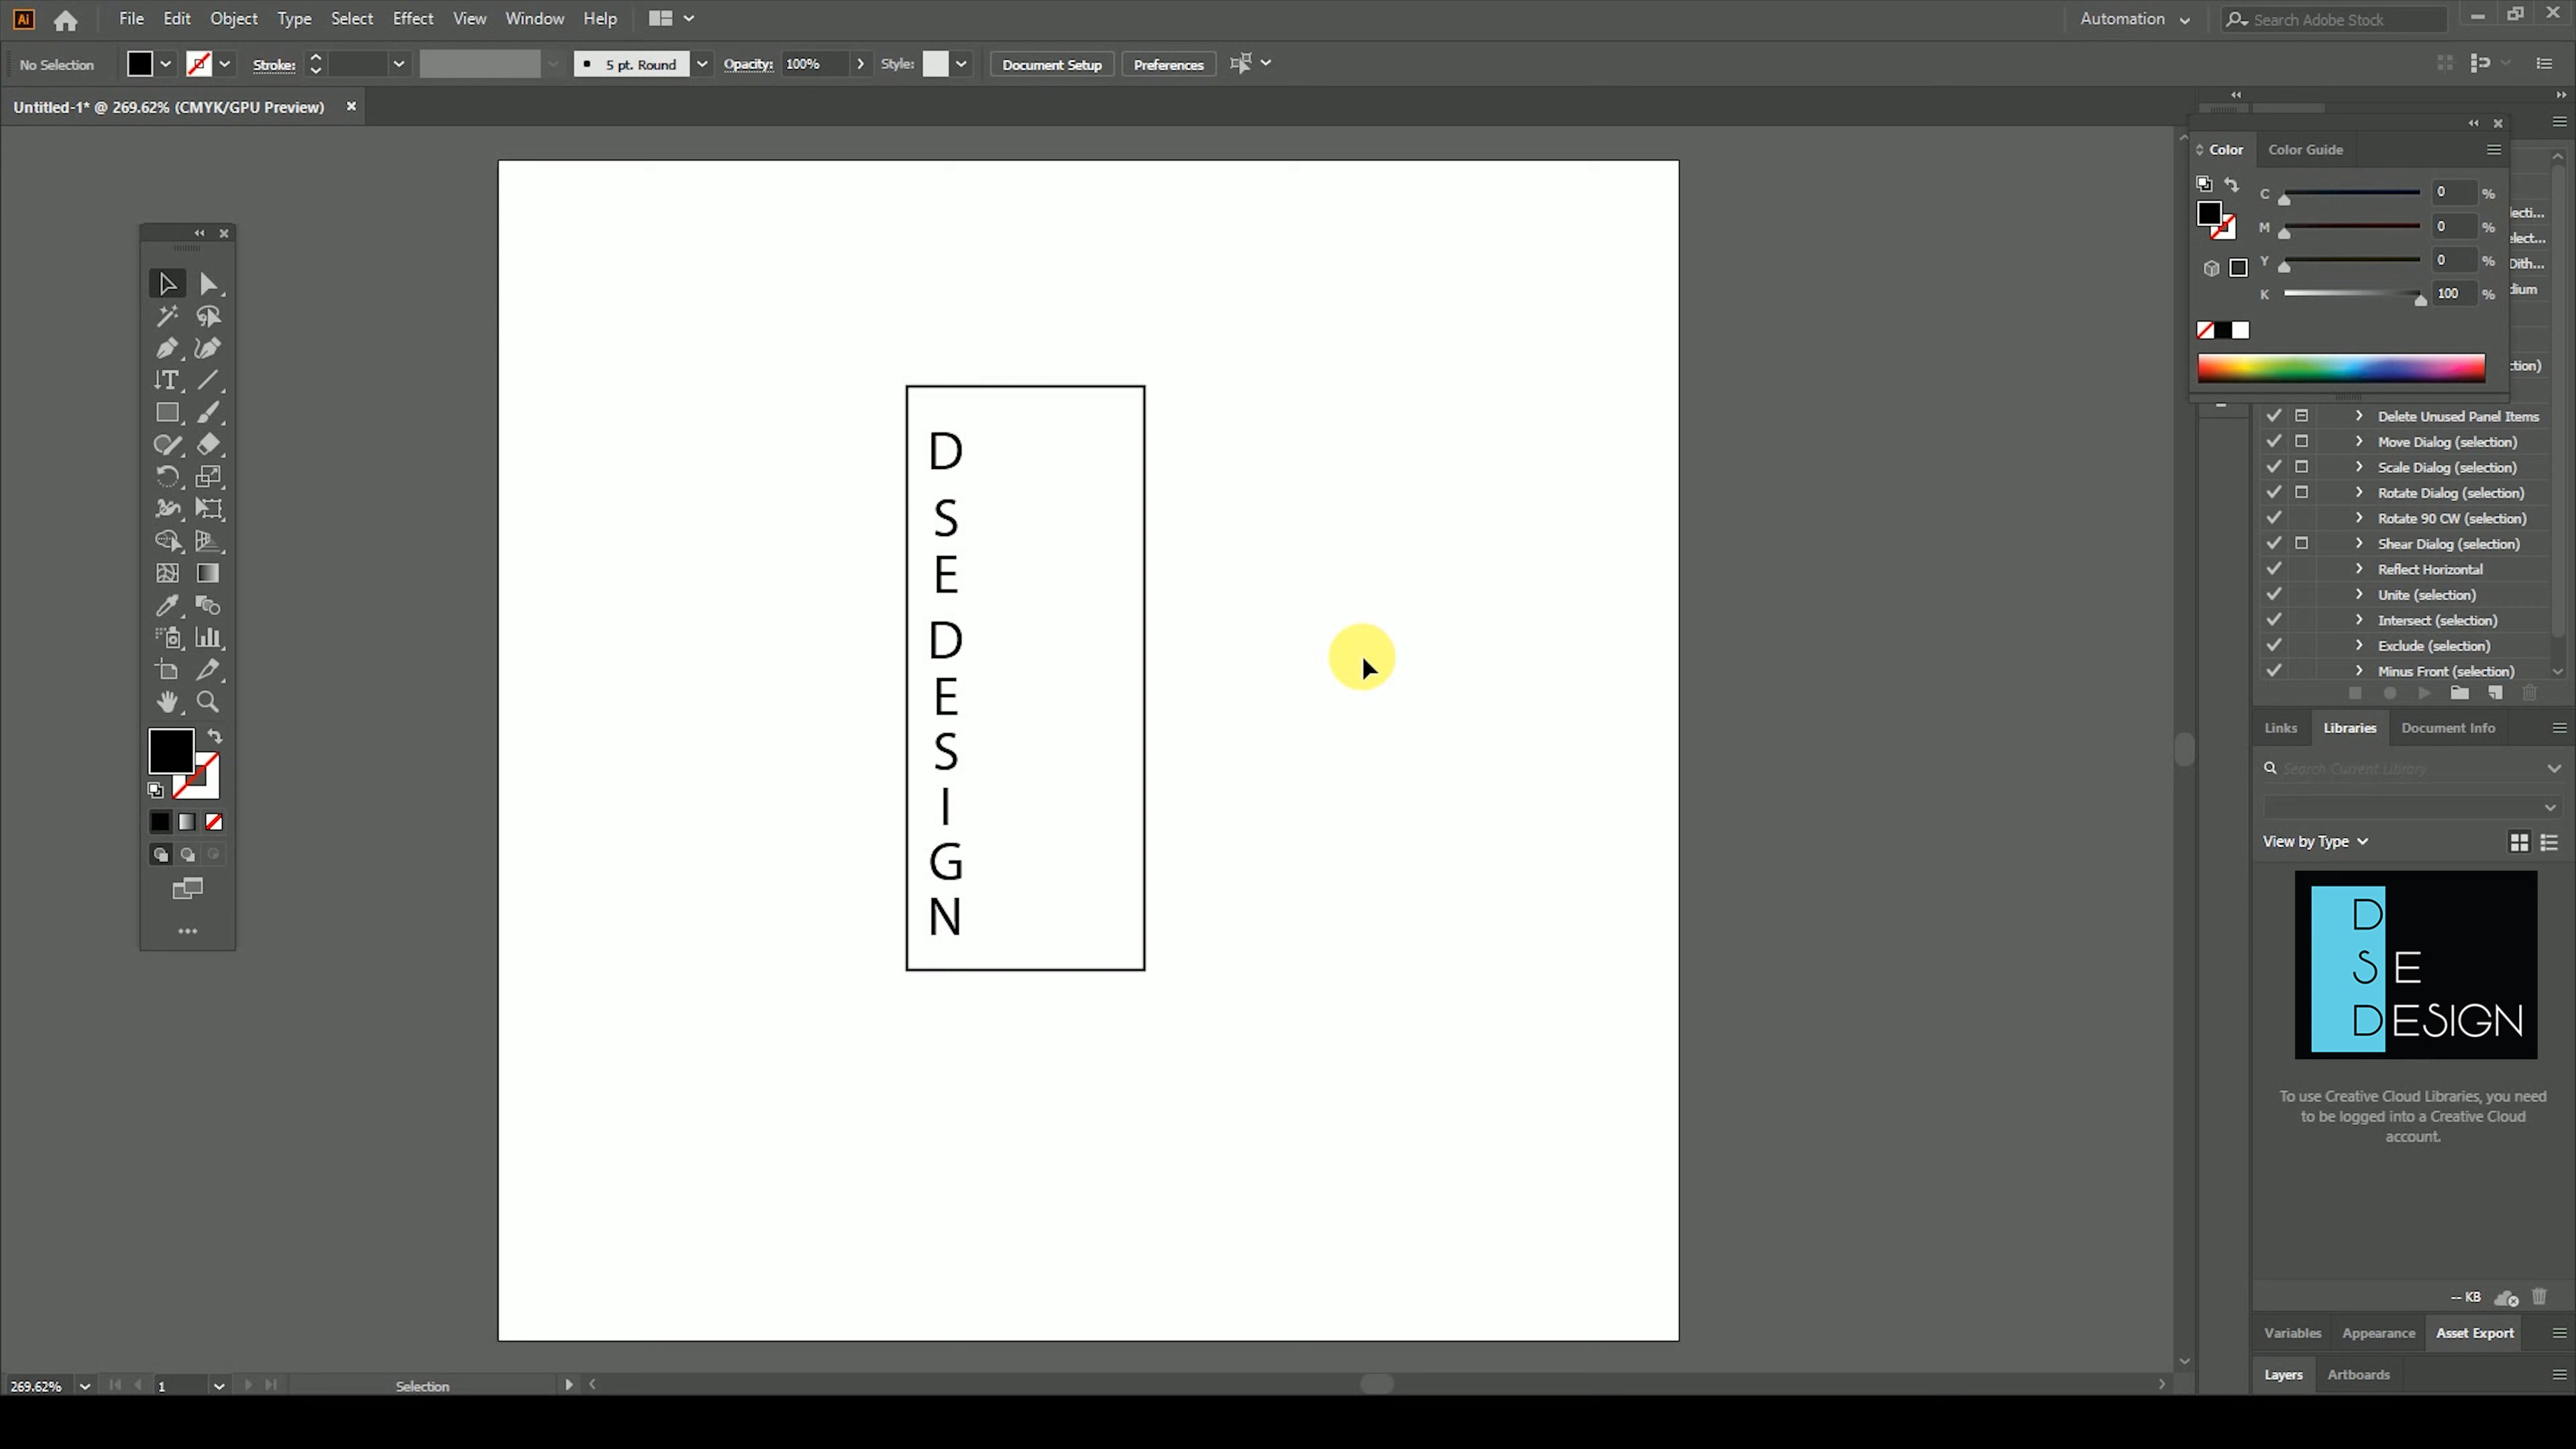 Ai File Edit Object Type Select Effect View Window Help Automation Search Adobe Stock
No Selection Stroke: 5 pt. Round Opacity: 100% Style: Document Setup Preferences
Untitled-1* @ 269.62% (CMYK/GPU Preview)
Color Color Guide
C 0 %
M 0 %
Y 0 %
K 100 %
Delete Unused Panel Items
Move Dialog (selection)
Scale Dialog (selection)
Rotate Dialog (selection)
Rotate 90 CW (selection)
Shear Dialog (selection)
Reflect Horizontal
Unite (selection)
Intersect (selection)
Exclude (selection)
Minus Front (selection)
D
S
E
D
E
S
I
G
N
Links Libraries Document Info
Search Current Library
View by Type
D
S E
DESIGN
To use Creative Cloud Libraries, you need
to be logged into a Creative Cloud
account.
-- KB
Variables Appearance Asset Export
Layers Artboards
269.62% 1 Selection